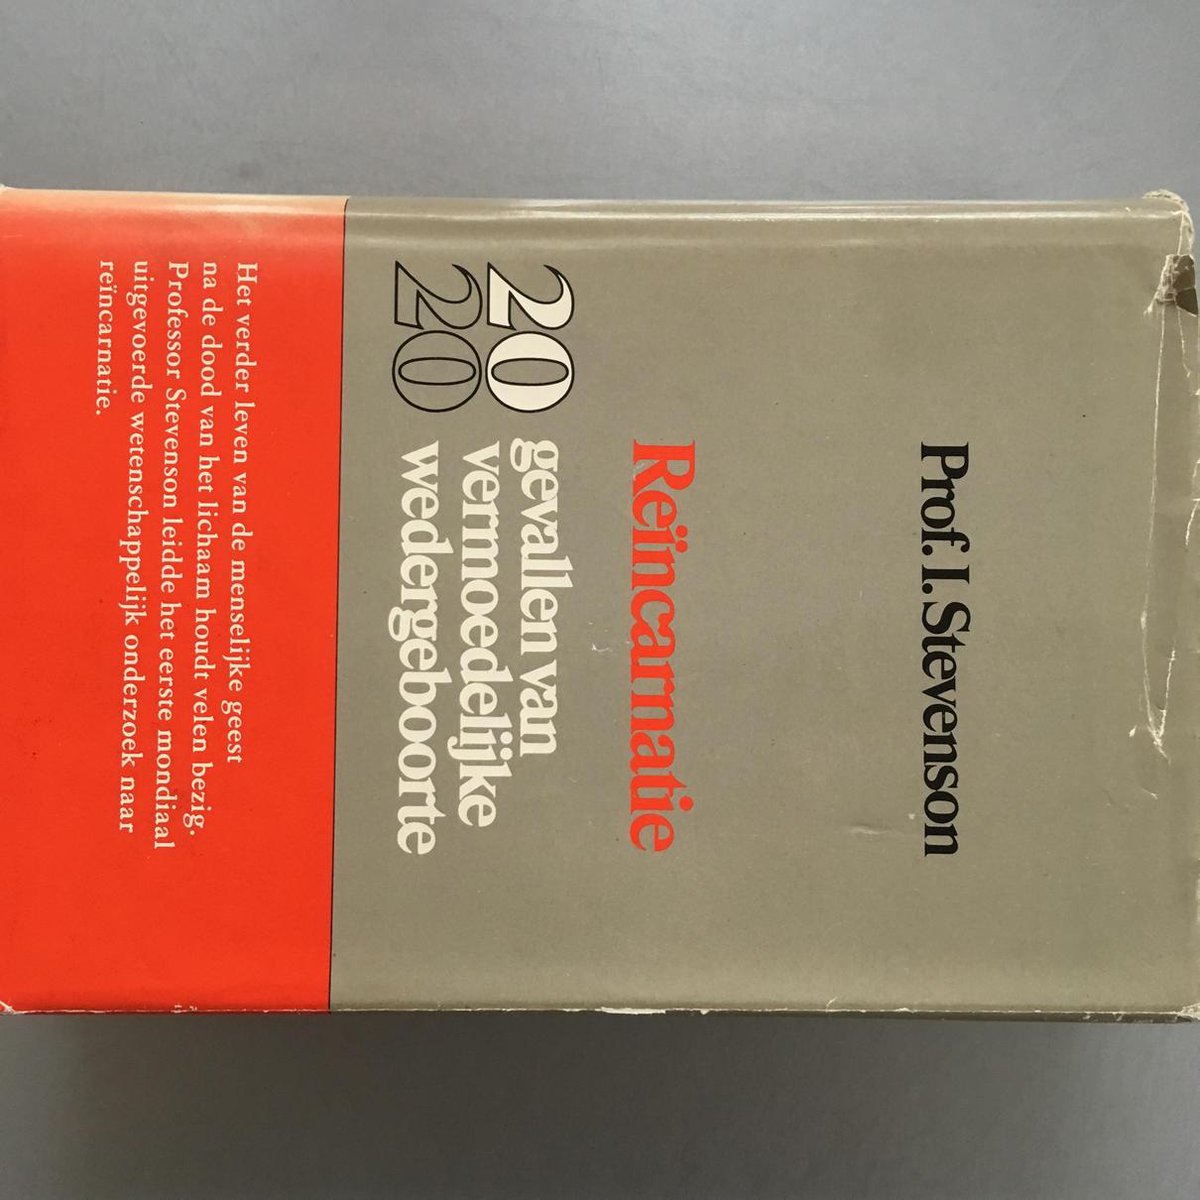 Prof. I. Stevenson
Reïncarnatie
20 gevallen van
20 vermoedelijke
wedergeboorte
Het verder leven van de menselijke geest
na de dood van het lichaam houdt velen bezig.
Professor Stevenson leidde het eerste mondiaal
uitgevoerde wetenschappelijk onderzoek naar
reïncarnatie.